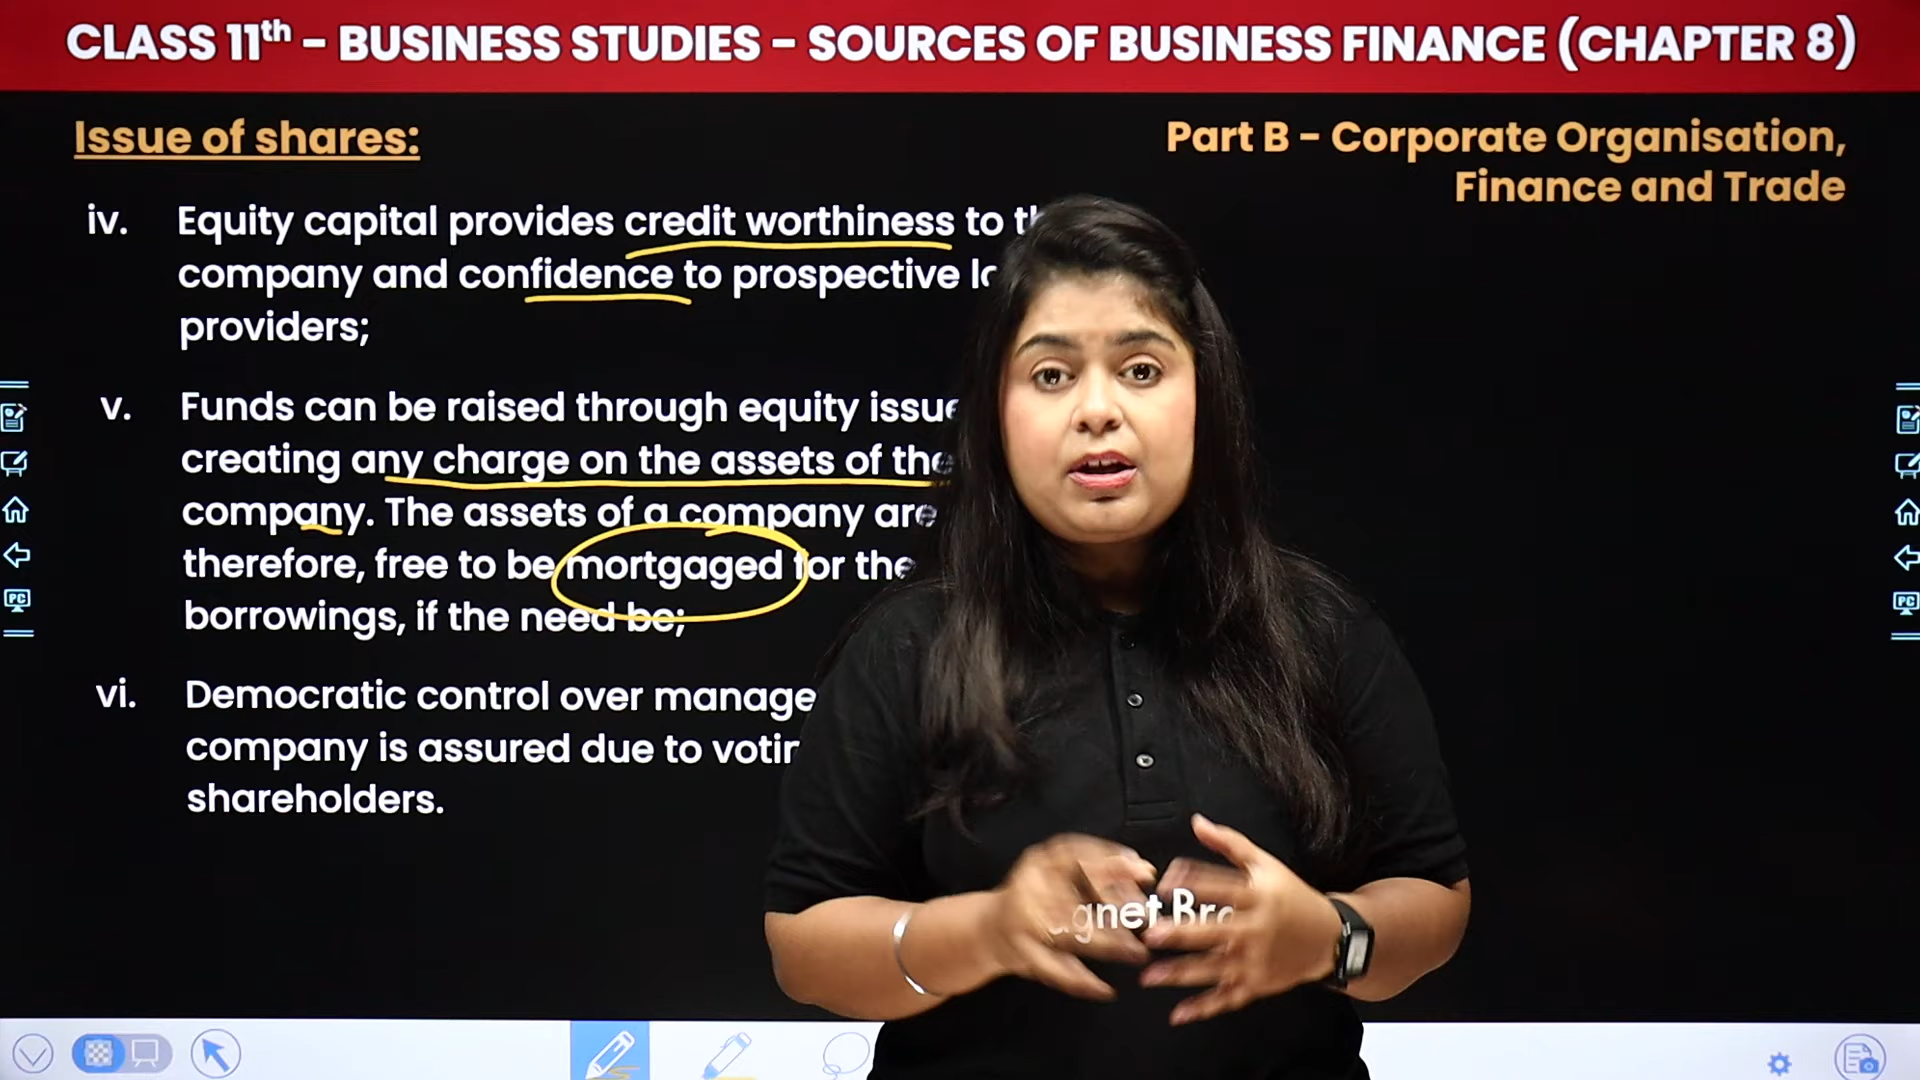 CLASS 11th – BUSINESS STUDIES – SOURCES OF BUSINESS FINANCE (CHAPTER 8)
Issue of shares:
Part B – Corporate Organisation,
Finance and Trade
iv. Equity capital provides credit worthiness to
company and confidence to prospective
providers;
v. Funds can be raised through equity
creating any charge on the assets of the
company. The assets of a company are
therefore, free to be mortgaged for the
borrowings, if the need be;
vi. Democratic control over
company is assured due to
shareholders.
PC
PC